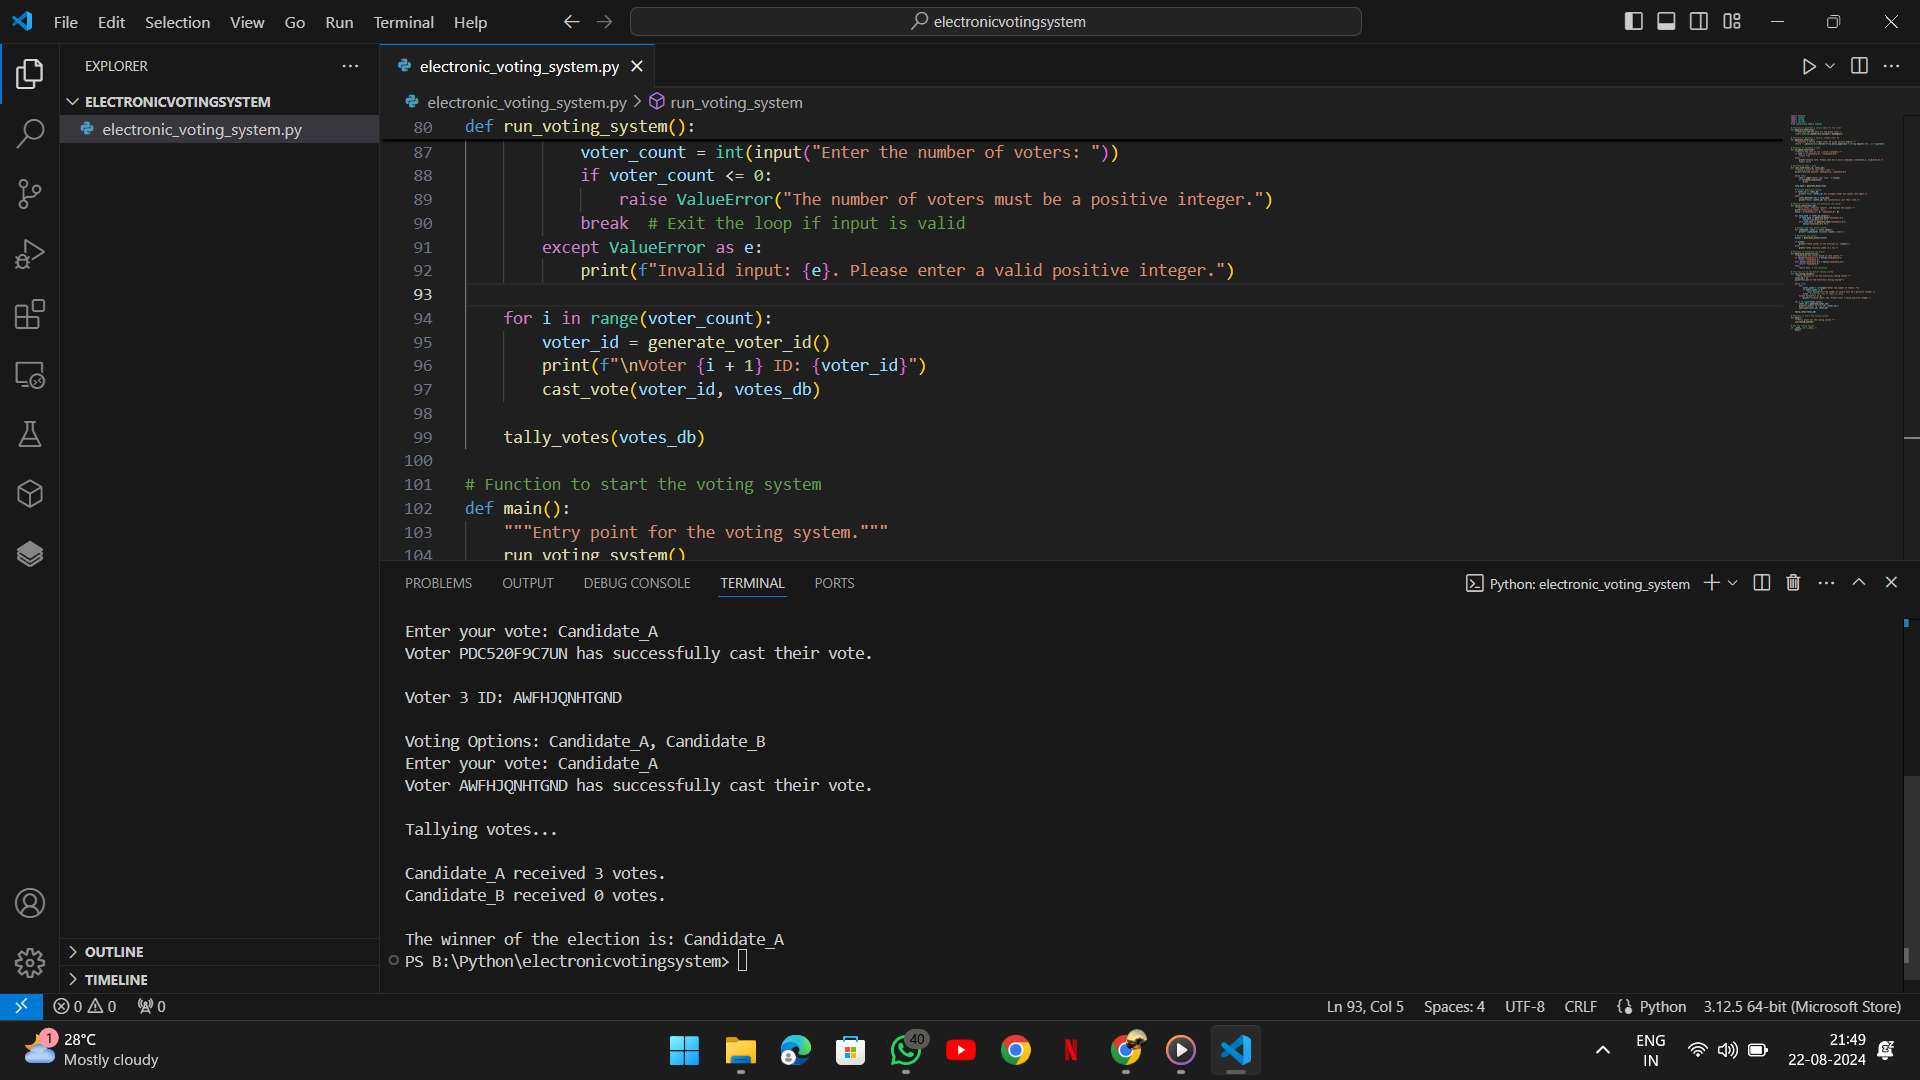 File Edit Selection View Go Run Terminal Help
electronicvotingsystem
EXPLORER
ELECTRONICVOTINGSYSTEM
electronic_voting_system.py
OUTLINE
TIMELINE
electronic_voting_system.py
electronic_voting_system.py > run_voting_system
80 def run_voting_system():
87 voter_count = int(input("Enter the number of voters: "))
88 if voter_count <= 0:
89 raise ValueError("The number of voters must be a positive integer.")
90 break  # Exit the loop if input is valid
91 except ValueError as e:
92 print(f"Invalid input: {e}. Please enter a valid positive integer.")
93
94 for i in range(voter_count):
95 voter_id = generate_voter_id()
96 print(f"\nVoter {i + 1} ID: {voter_id}")
97 cast_vote(voter_id, votes_db)
98
99 tally_votes(votes_db)
100
101 # Function to start the voting system
102 def main():
103 """Entry point for the voting system."""
104 run_voting_system()
PROBLEMS OUTPUT DEBUG CONSOLE TERMINAL PORTS
Python: electronic_voting_system
Enter your vote: Candidate_A
Voter PDC520F9C7UN has successfully cast their vote.
Voter 3 ID: AWFHJQNHTGND
Voting Options: Candidate_A, Candidate_B
Enter your vote: Candidate_A
Voter AWFHJQNHTGND has successfully cast their vote.
Tallying votes...
Candidate_A received 3 votes.
Candidate_B received 0 votes.
The winner of the election is: Candidate_A
PS B:\Python\electronicvotingsystem>
0 0 0
Ln 93, Col 5 Spaces: 4 UTF-8 CRLF Python 3.12.5 64-bit (Microsoft Store)
1
28°C
Mostly cloudy
40
ENG
IN
21:49
22-08-2024